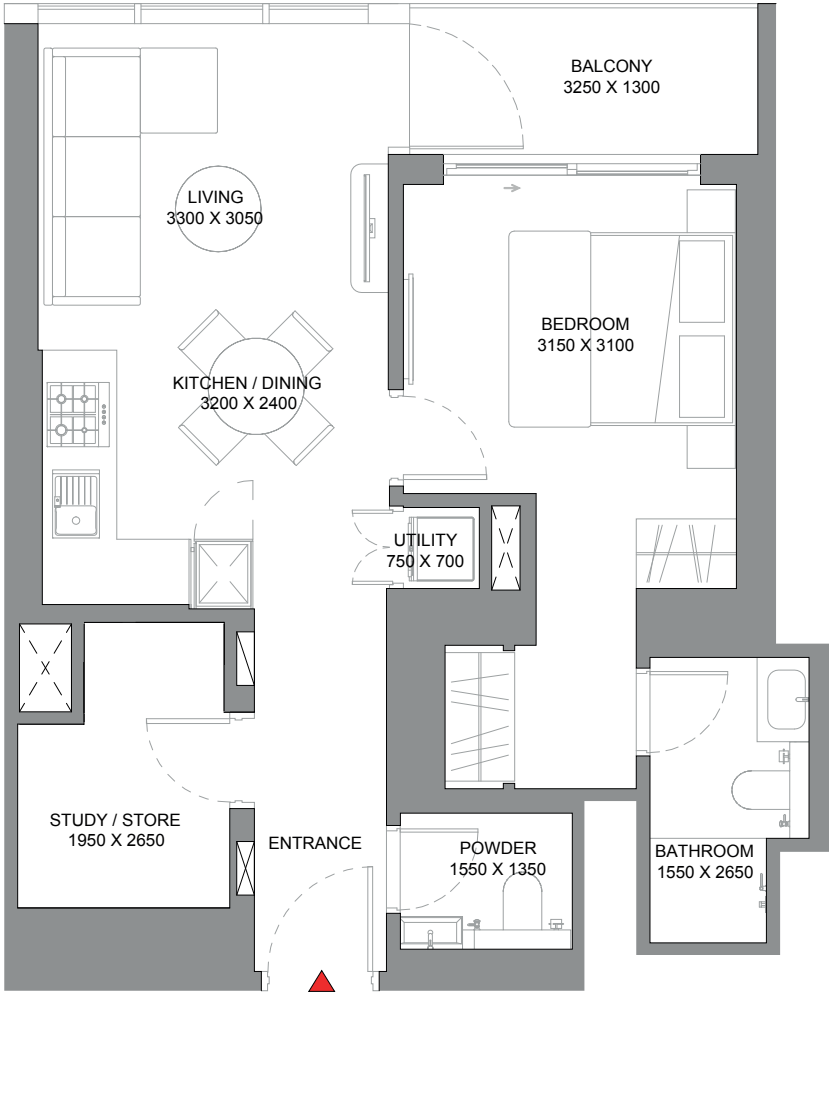 BALCONY
3250 X 1300
LIVING
3300 X 3050
BEDROOM
3150 X 3100
KITCHEN / DINING
3200 X 2400
UTILITY
750 X 700
STUDY / STORE
1950 X 2650
ENTRANCE
POWDER
1550 X 1350
BATHROOM
1550 X 2650